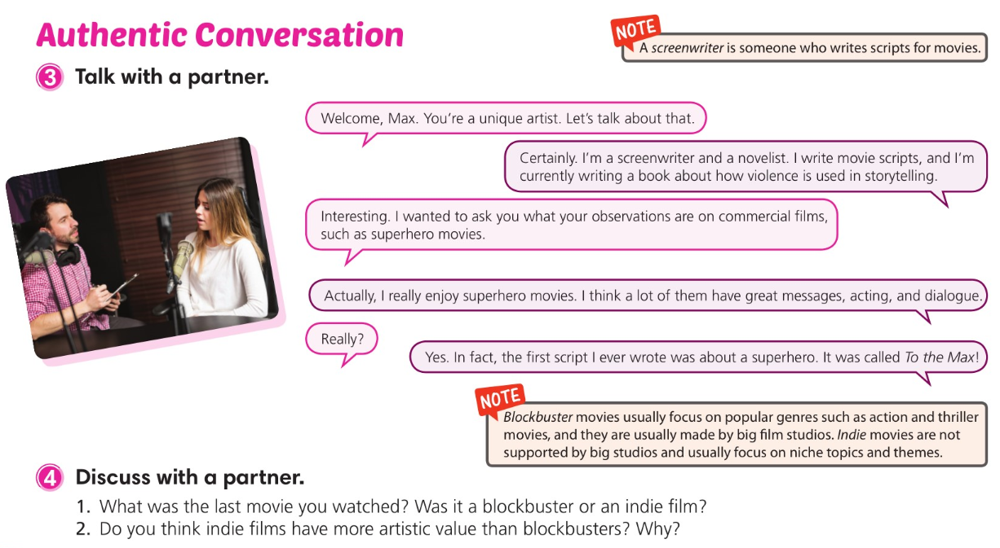 Authentic Conversation
NOTE
A screenwriter is someone who writes scripts for movies.
3 Talk with a partner.
Welcome, Max. You're a unique artist. Let's talk about that.
Certainly. I'm a screenwriter and a novelist. I write movie scripts, and I'm
currently writing a book about how violence is used in storytelling.
Interesting. I wanted to ask you what your observations are on commercial films,
such as superhero movies.
Actually, I really enjoy superhero movies. I think a lot of them have great messages, acting, and dialogue.
Really?
Yes. In fact, the first script I ever wrote was about a superhero. It was called To the Max!
NOTE
Blockbuster movies usually focus on popular genres such as action and thriller
movies, and they are usually made by big film studios. Indie movies are not
supported by big studios and usually focus on niche topics and themes.
4 Discuss with a partner.
1. What was the last movie you watched? Was it a blockbuster or an indie film?
2. Do you think indie films have more artistic value than blockbusters? Why?